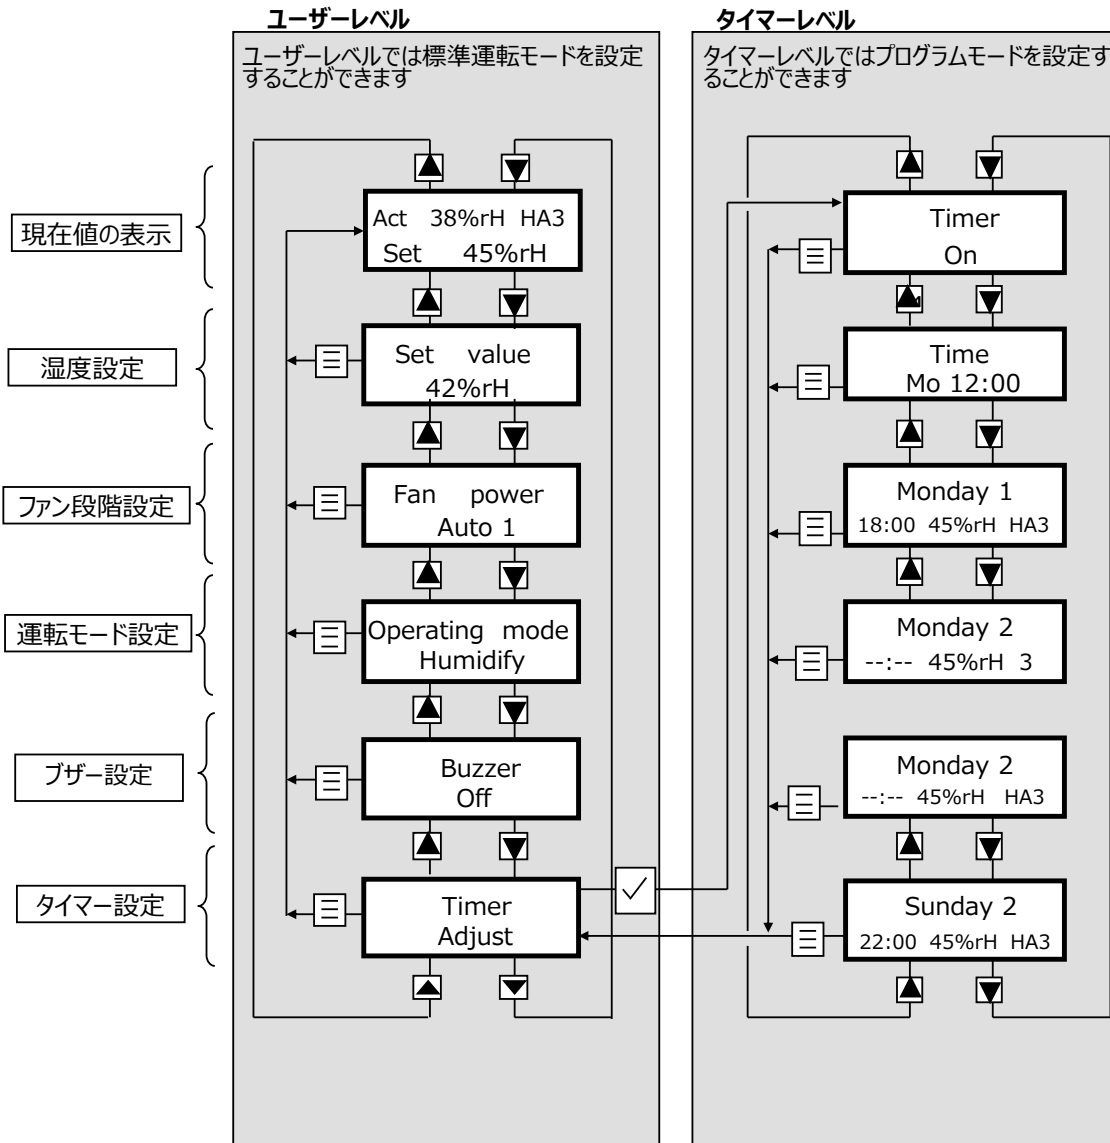 ユーザーレベル
ユーザーレベルでは標準運転モードを設定
することができます
現在値の表示
湿度設定
ファン段階設定
運転モード設定
ブザー設定
タイマー設定
Act 38%rH HA3
Set 45%rH
Set value
42%rH
Fan power
Auto 1
Operating mode
Humidify
Buzzer
Off
Timer
Adjust
タイマーレベル
タイマーレベルではプログラムモードを設定す
ることができます
Timer
On
Time
Mo 12:00
Monday 1
18:00 45%rH HA3
Monday 2
--:-- 45%rH 3
Monday 2
--:-- 45%rH HA3
Sunday 2
22:00 45%rH HA3